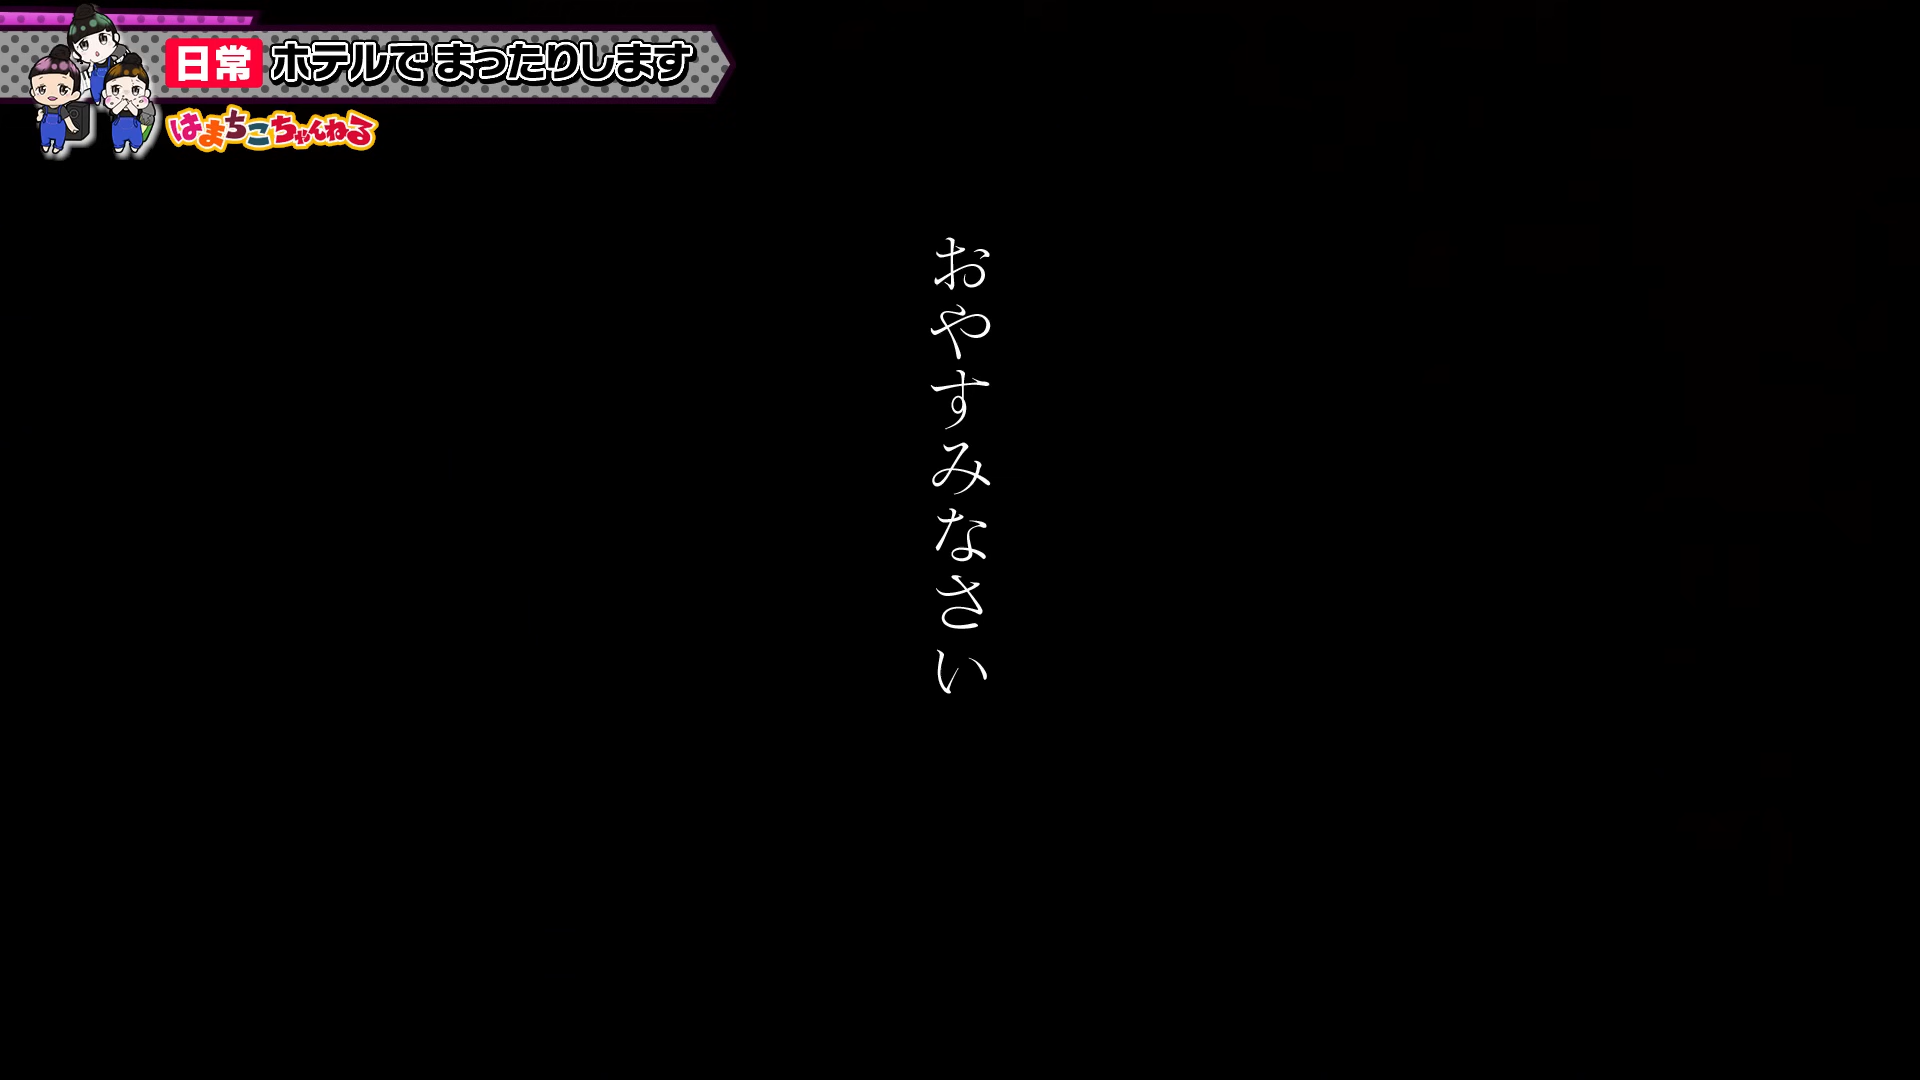 日常 ホテルでまったりします
はまちこちゃんねる
おやすみなさい